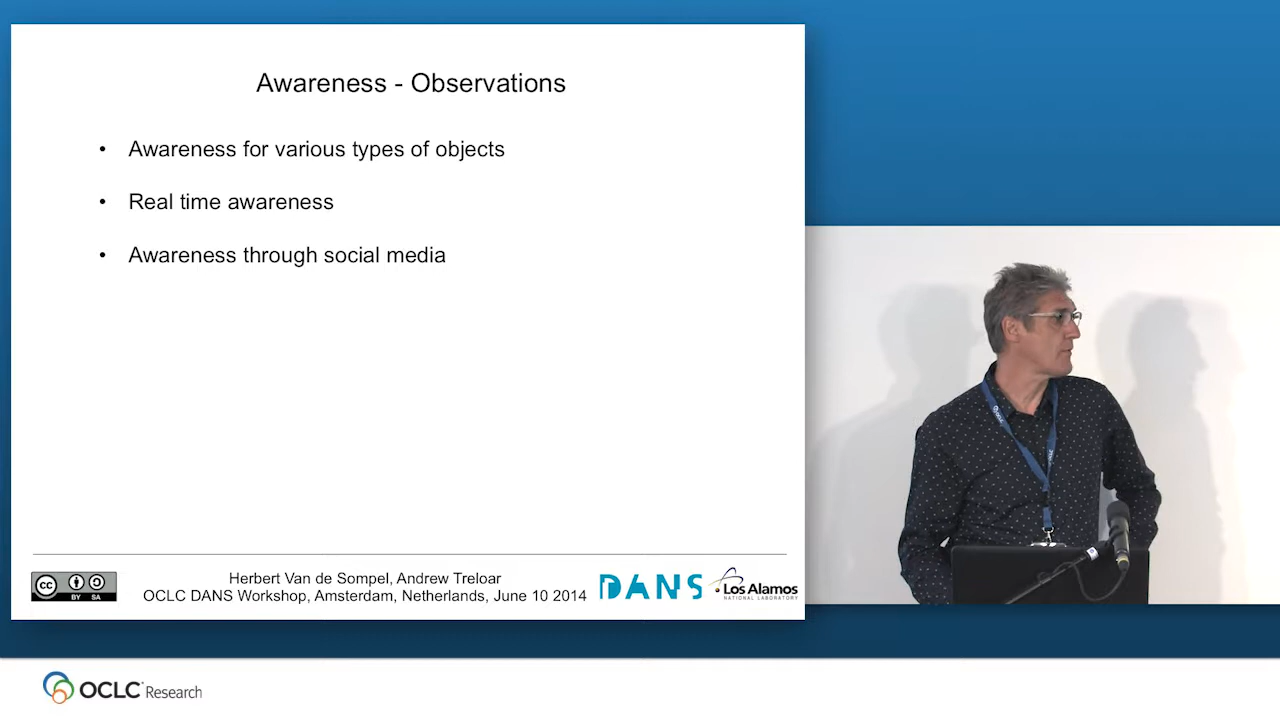 Awareness - Observations
• Awareness for various types of objects
• Real time awareness
• Awareness through social media
cc BY SA
Herbert Van de Sompel, Andrew Treloar
OCLC DANS Workshop, Amsterdam, Netherlands, June 10 2014
DANS
Los Alamos
NATIONAL LABORATORY
OCLC Research